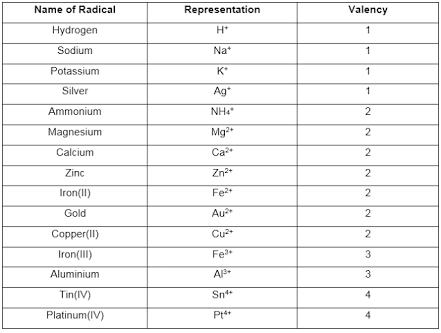 Name of Radical Representation Valency
Hydrogen H⁺ 1
Sodium Na⁺ 1
Potassium K⁺ 1
Silver Ag⁺ 1
Ammonium NH₄⁺ 2
Magnesium Mg²⁺ 2
Calcium Ca²⁺ 2
Zinc Zn²⁺ 2
Iron(II) Fe²⁺ 2
Gold Au²⁺ 2
Copper(II) Cu²⁺ 2
Iron(III) Fe³⁺ 3
Aluminium Al³⁺ 3
Tin(IV) Sn⁴⁺ 4
Platinum(IV) Pt⁴⁺ 4